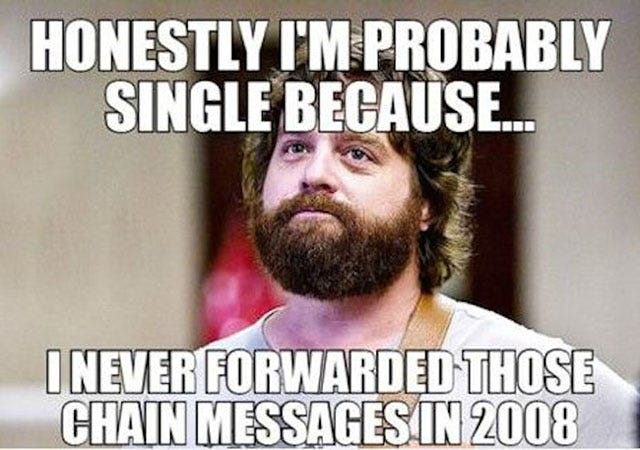 HONESTLY I'M PROBABLY
SINGLE BECAUSE...
I NEVER FORWARDED THOSE
CHAIN MESSAGES IN 2008